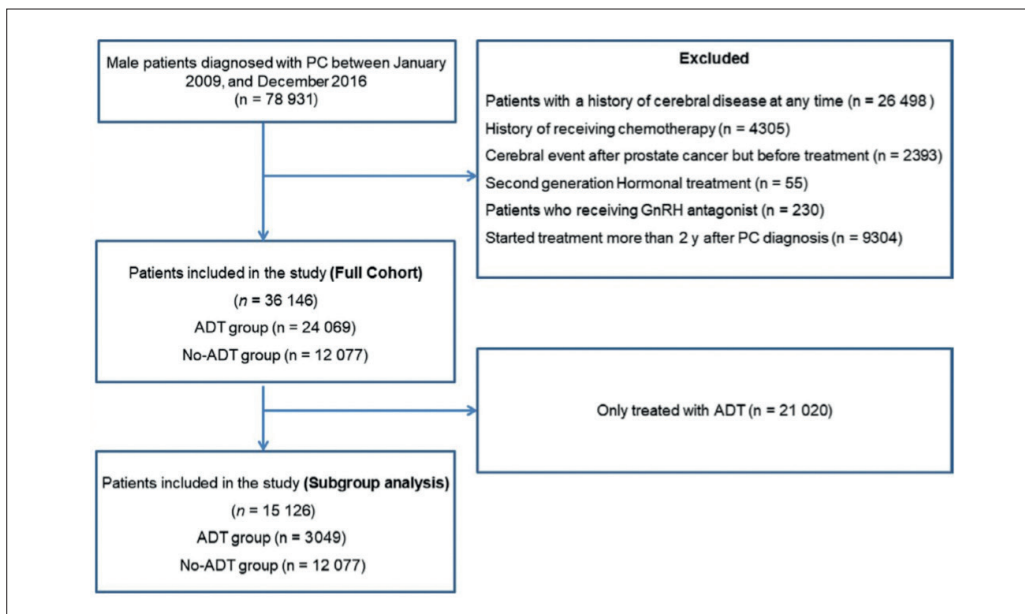 Male patients diagnosed with PC between January
2009, and December 2016
(n = 78 931)
Excluded
Patients with a history of cerebral disease at any time (n = 26 498)
History of receiving chemotherapy (n = 4305)
Cerebral event after prostate cancer but before treatment (n = 2393)
Second generation Hormonal treatment (n = 55)
Patients who receiving GnRH antagonist (n = 230)
Started treatment more than 2 y after PC diagnosis (n = 9304)
Patients included in the study (Full Cohort)
(n = 36 146)
ADT group (n = 24 069)
No-ADT group (n = 12 077)
Only treated with ADT (n = 21 020)
Patients included in the study (Subgroup analysis)
(n = 15 126)
ADT group (n = 3049)
No-ADT group (n = 12 077)